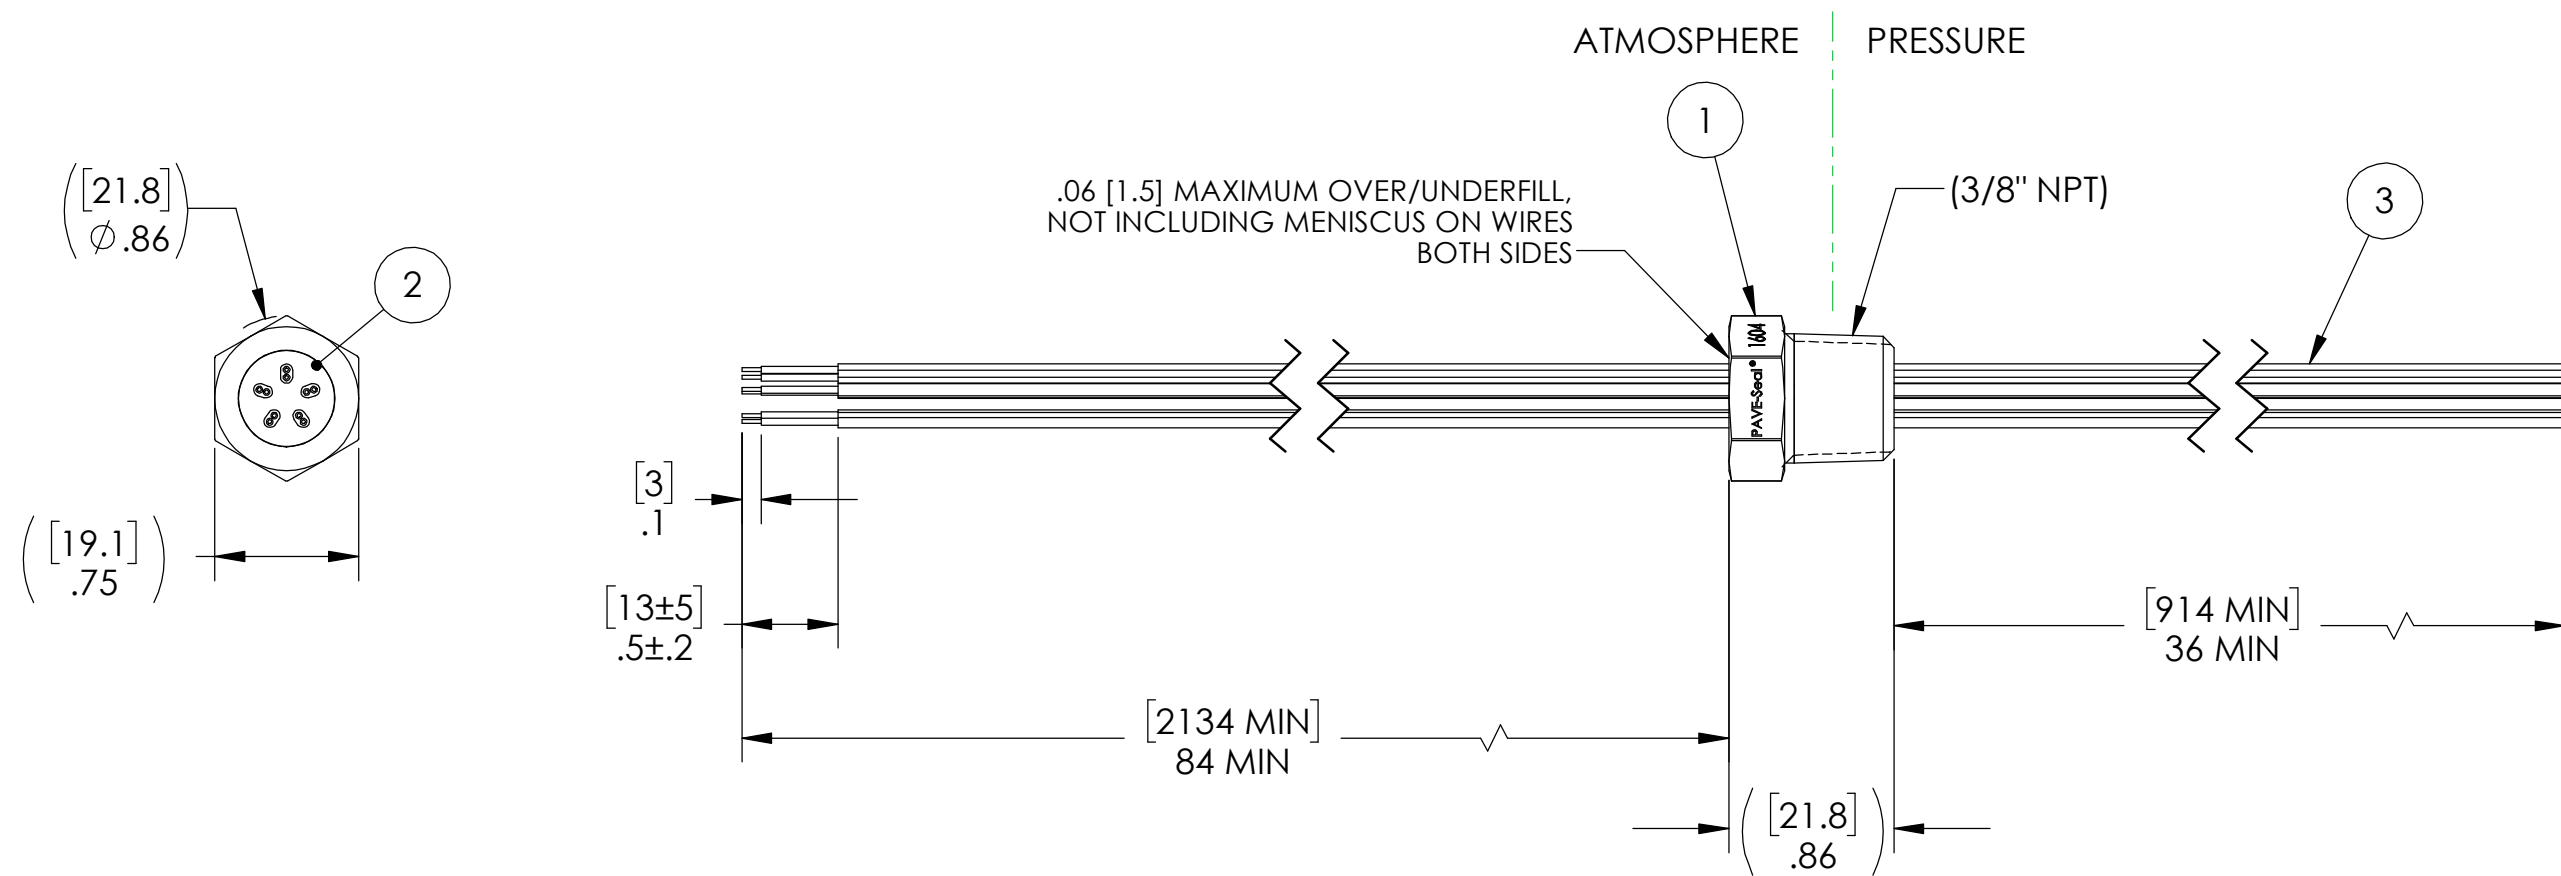 ATMOSPHERE
PRESSURE
1
.06 [1.5] MAXIMUM OVER/UNDERFILL,
NOT INCLUDING MENISCUS ON WIRES
BOTH SIDES
(3/8" NPT)
3
([21.8]
Ø .86)
2
1604
PAVE-Seal®
([19.1]
.75)
[3]
.1
[13±5]
.5±.2
[914 MIN]
36 MIN
[2134 MIN]
84 MIN
([21.8]
.86)